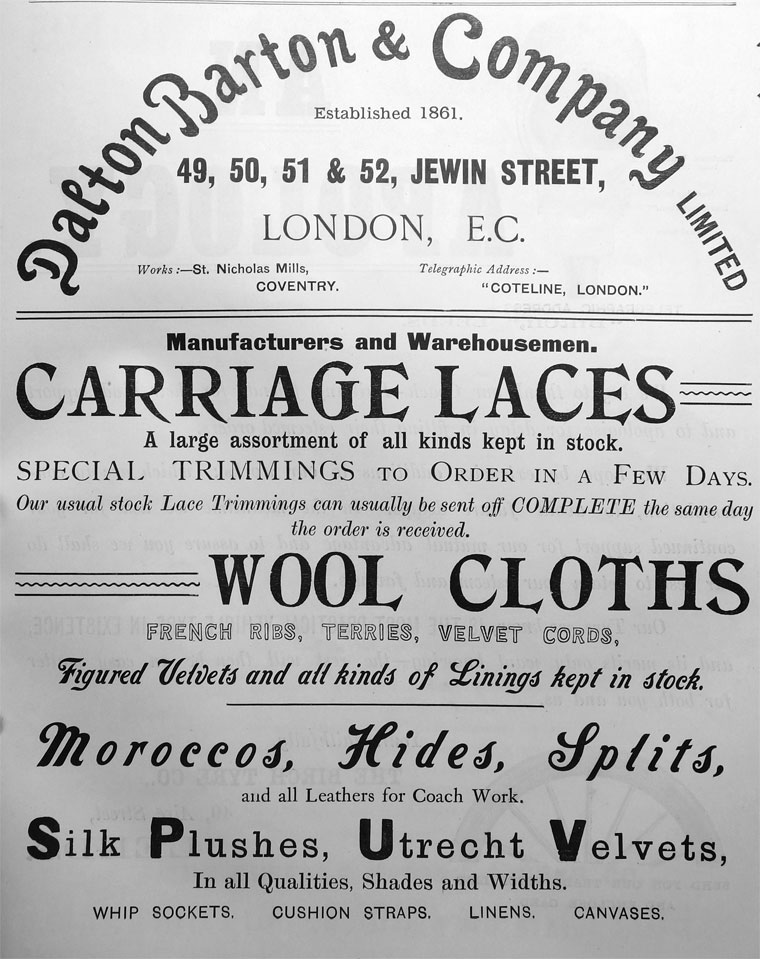 Dalton Barton & Company LIMITED
Established 1861.
49, 50, 51 & 52, JEWIN STREET,
LONDON, E.C.
Works :—St. Nicholas Mills,
COVENTRY.
Telegraphic Address :—
"COTELINE, LONDON."
Manufacturers and Warehousemen.
CARRIAGE LACES
A large assortment of all kinds kept in stock.
SPECIAL TRIMMINGS TO ORDER IN A FEW DAYS.
Our usual stock Lace Trimmings can usually be sent off COMPLETE the same day
the order is received.
WOOL CLOTHS
FRENCH RIBS, TERRIES, VELVET CORDS,
Figured Velvets and all kinds of Linings kept in stock.
Moroccos, Hides, Splits,
and all Leathers for Coach Work.
Silk Plushes, Utrecht Velvets,
In all Qualities, Shades and Widths.
WHIP SOCKETS. CUSHION STRAPS. LINENS. CANVASES.